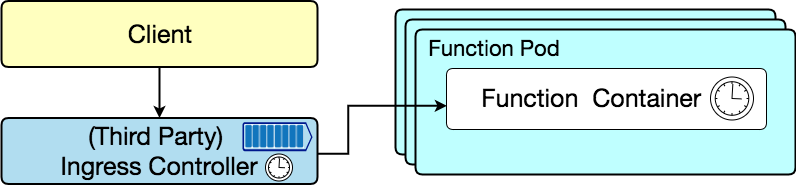 Client
(Third Party)
Ingress Controller
Function Pod
Function Container